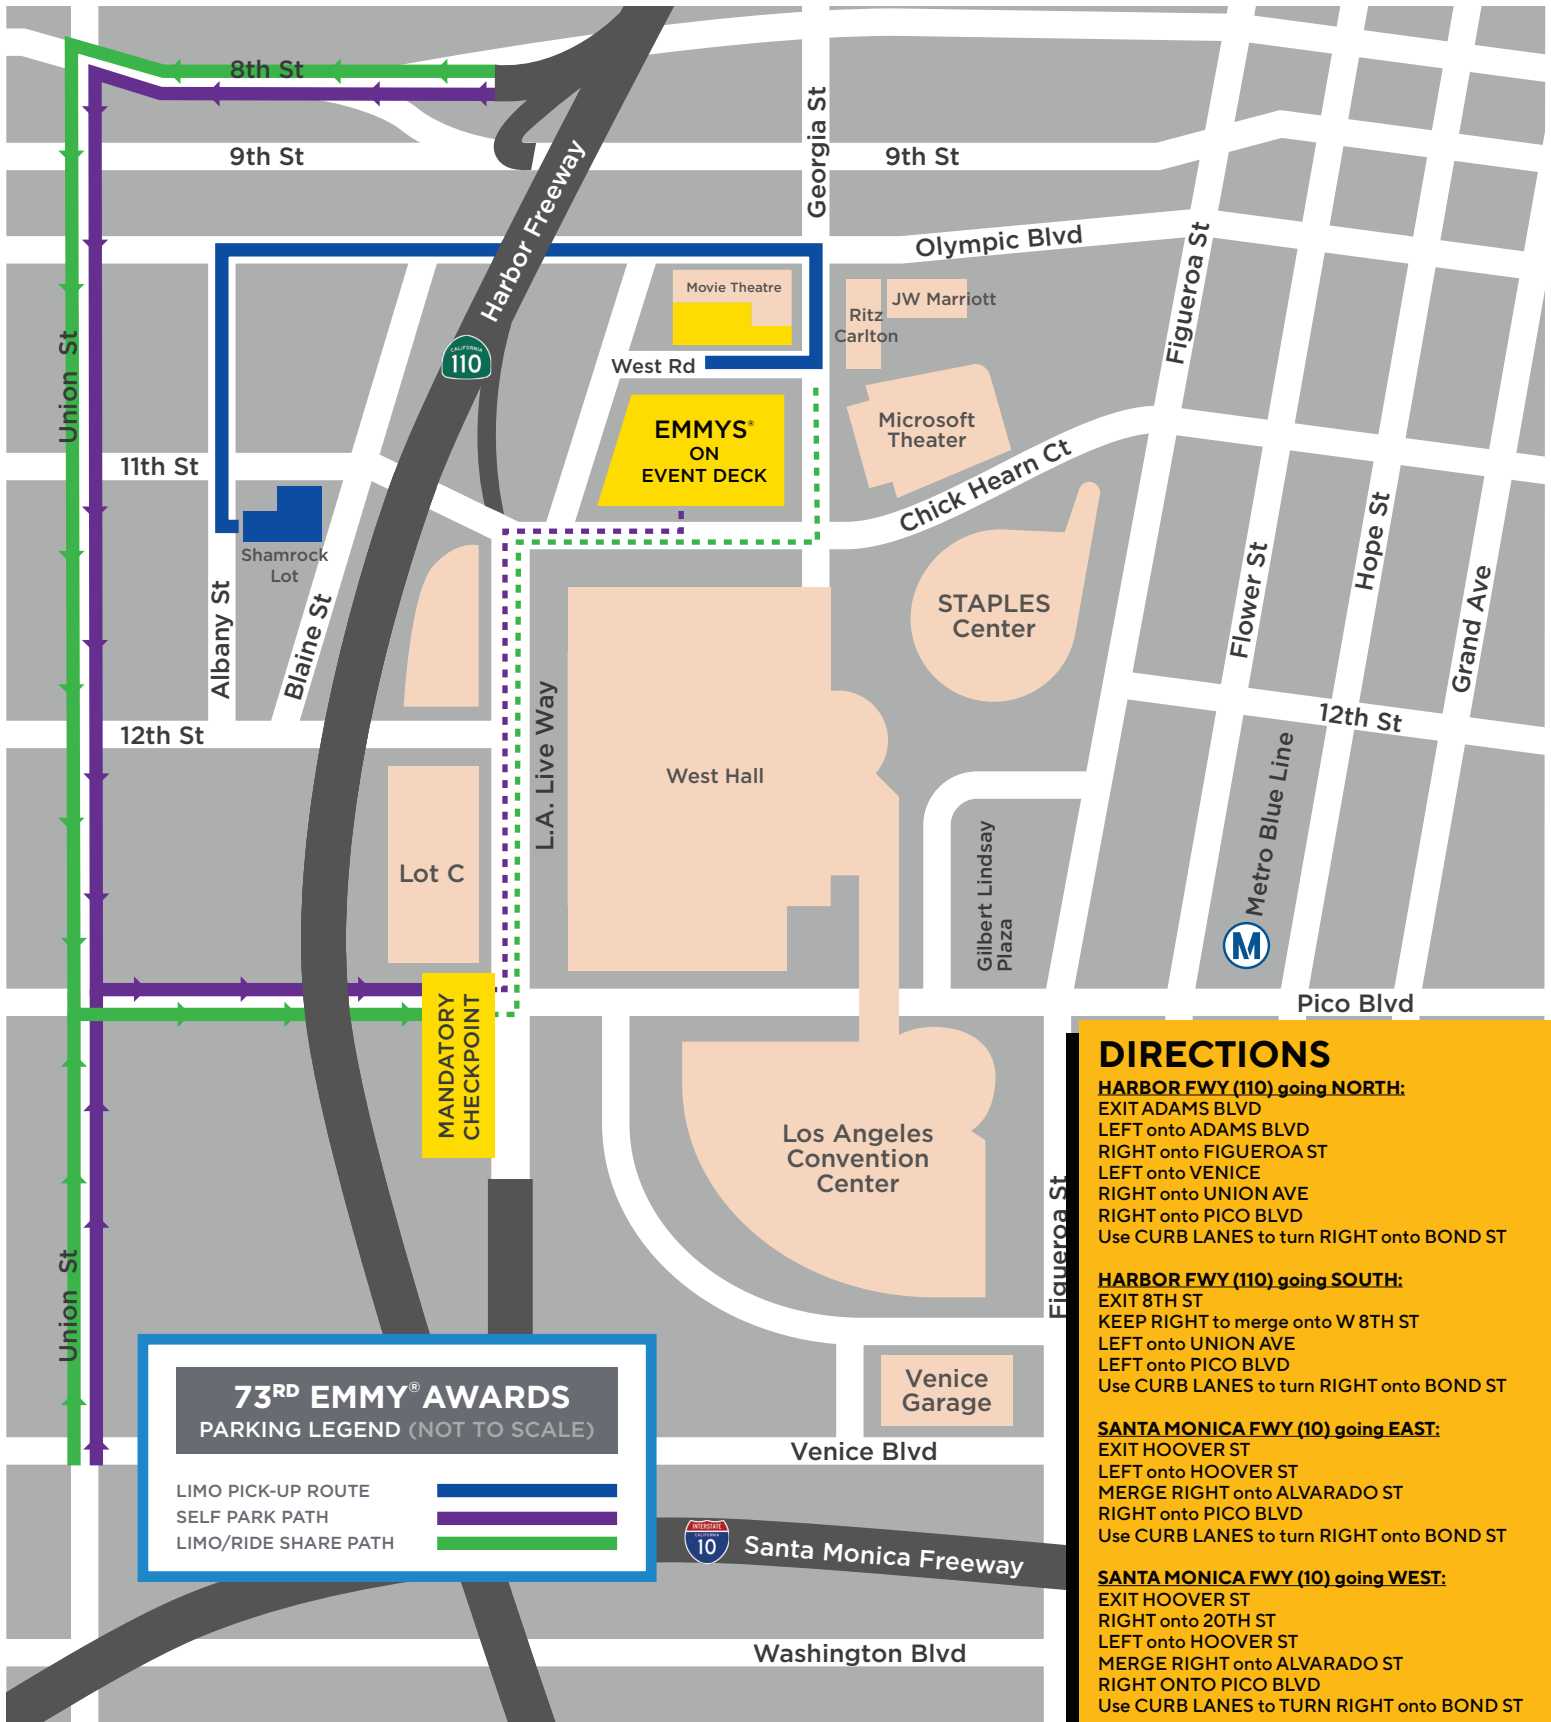 8th St
9th St
9th St
Georgia St
Harbor Freeway
Olympic Blvd
Figueroa St
Movie Theatre
Ritz
Carlton
JW Marriott
CALIFORNIA
110
West Rd
Union St
EMMYS®
ON
EVENT DECK
Microsoft
Theater
Chick Hearn Ct
11th St
Shamrock
Lot
Albany St
Blaine St
STAPLES
Center
Flower St
Hope St
Grand Ave
12th St
12th St
L.A. Live Way
West Hall
Lot C
Gilbert Lindsay
Plaza
Metro Blue Line
M
Pico Blvd
MANDATORY
CHECKPOINT
Los Angeles
Convention
Center
Figueroa St
Union St
Venice
Garage
Venice Blvd
INTERSTATE
CALIFORNIA
10
Santa Monica Freeway
Washington Blvd
73RD EMMY® AWARDS
PARKING LEGEND (NOT TO SCALE)
LIMO PICK-UP ROUTE
SELF PARK PATH
LIMO/RIDE SHARE PATH
DIRECTIONS
HARBOR FWY (110) going NORTH:
EXIT ADAMS BLVD
LEFT onto ADAMS BLVD
RIGHT onto FIGUEROA ST
LEFT onto VENICE
RIGHT onto UNION AVE
RIGHT onto PICO BLVD
Use CURB LANES to turn RIGHT onto BOND ST
HARBOR FWY (110) going SOUTH:
EXIT 8TH ST
KEEP RIGHT to merge onto W 8TH ST
LEFT onto UNION AVE
LEFT onto PICO BLVD
Use CURB LANES to turn RIGHT onto BOND ST
SANTA MONICA FWY (10) going EAST:
EXIT HOOVER ST
LEFT onto HOOVER ST
MERGE RIGHT onto ALVARADO ST
RIGHT onto PICO BLVD
Use CURB LANES to turn RIGHT onto BOND ST
SANTA MONICA FWY (10) going WEST:
EXIT HOOVER ST
RIGHT onto 20TH ST
LEFT onto HOOVER ST
MERGE RIGHT onto ALVARADO ST
RIGHT ONTO PICO BLVD
Use CURB LANES to TURN RIGHT onto BOND ST